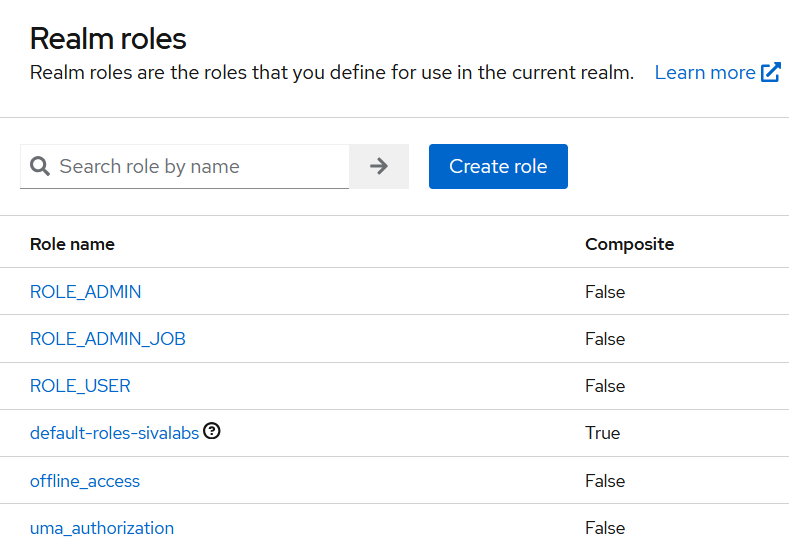 Realm roles
Realm roles are the roles that you define for use in the current realm. Learn more
Search role by name
Create role
Role name Composite
ROLE_ADMIN False
ROLE_ADMIN_JOB False
ROLE_USER False
default-roles-sivalabs True
offline_access False
uma_authorization False